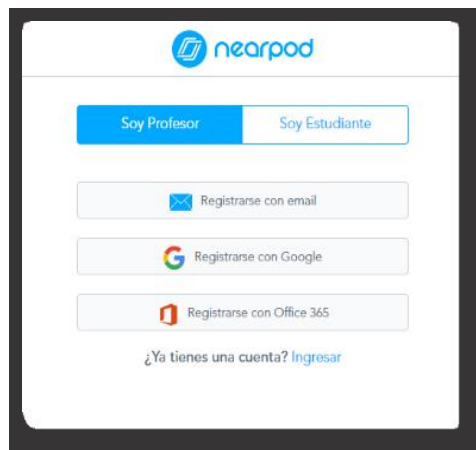 nearpod
Soy Profesor
Soy Estudiante
Registrarse con email
Registrarse con Google
Registrarse con Office 365
¿Ya tienes una cuenta? Ingresar